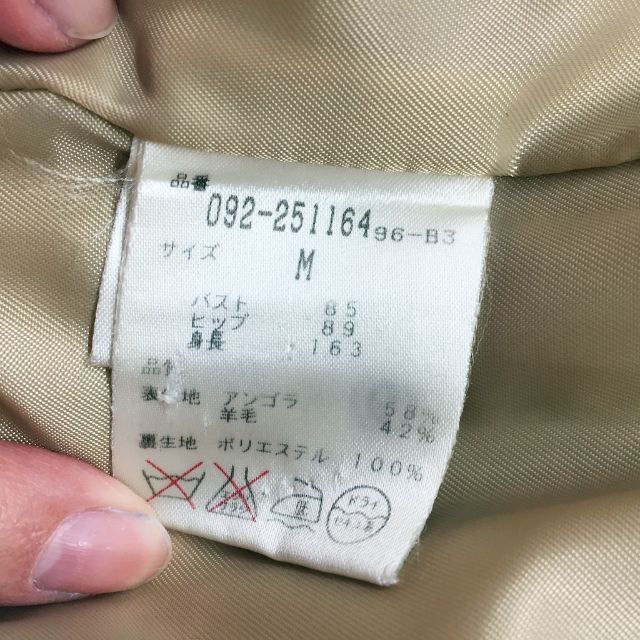 品番
092-251164 96-B3
サイズ
M
バスト 85
ヒップ 89
身長 163
品質
表生地 アンゴラ 58%
羊毛 42%
裏生地 ポリエステル 100%
ドライ